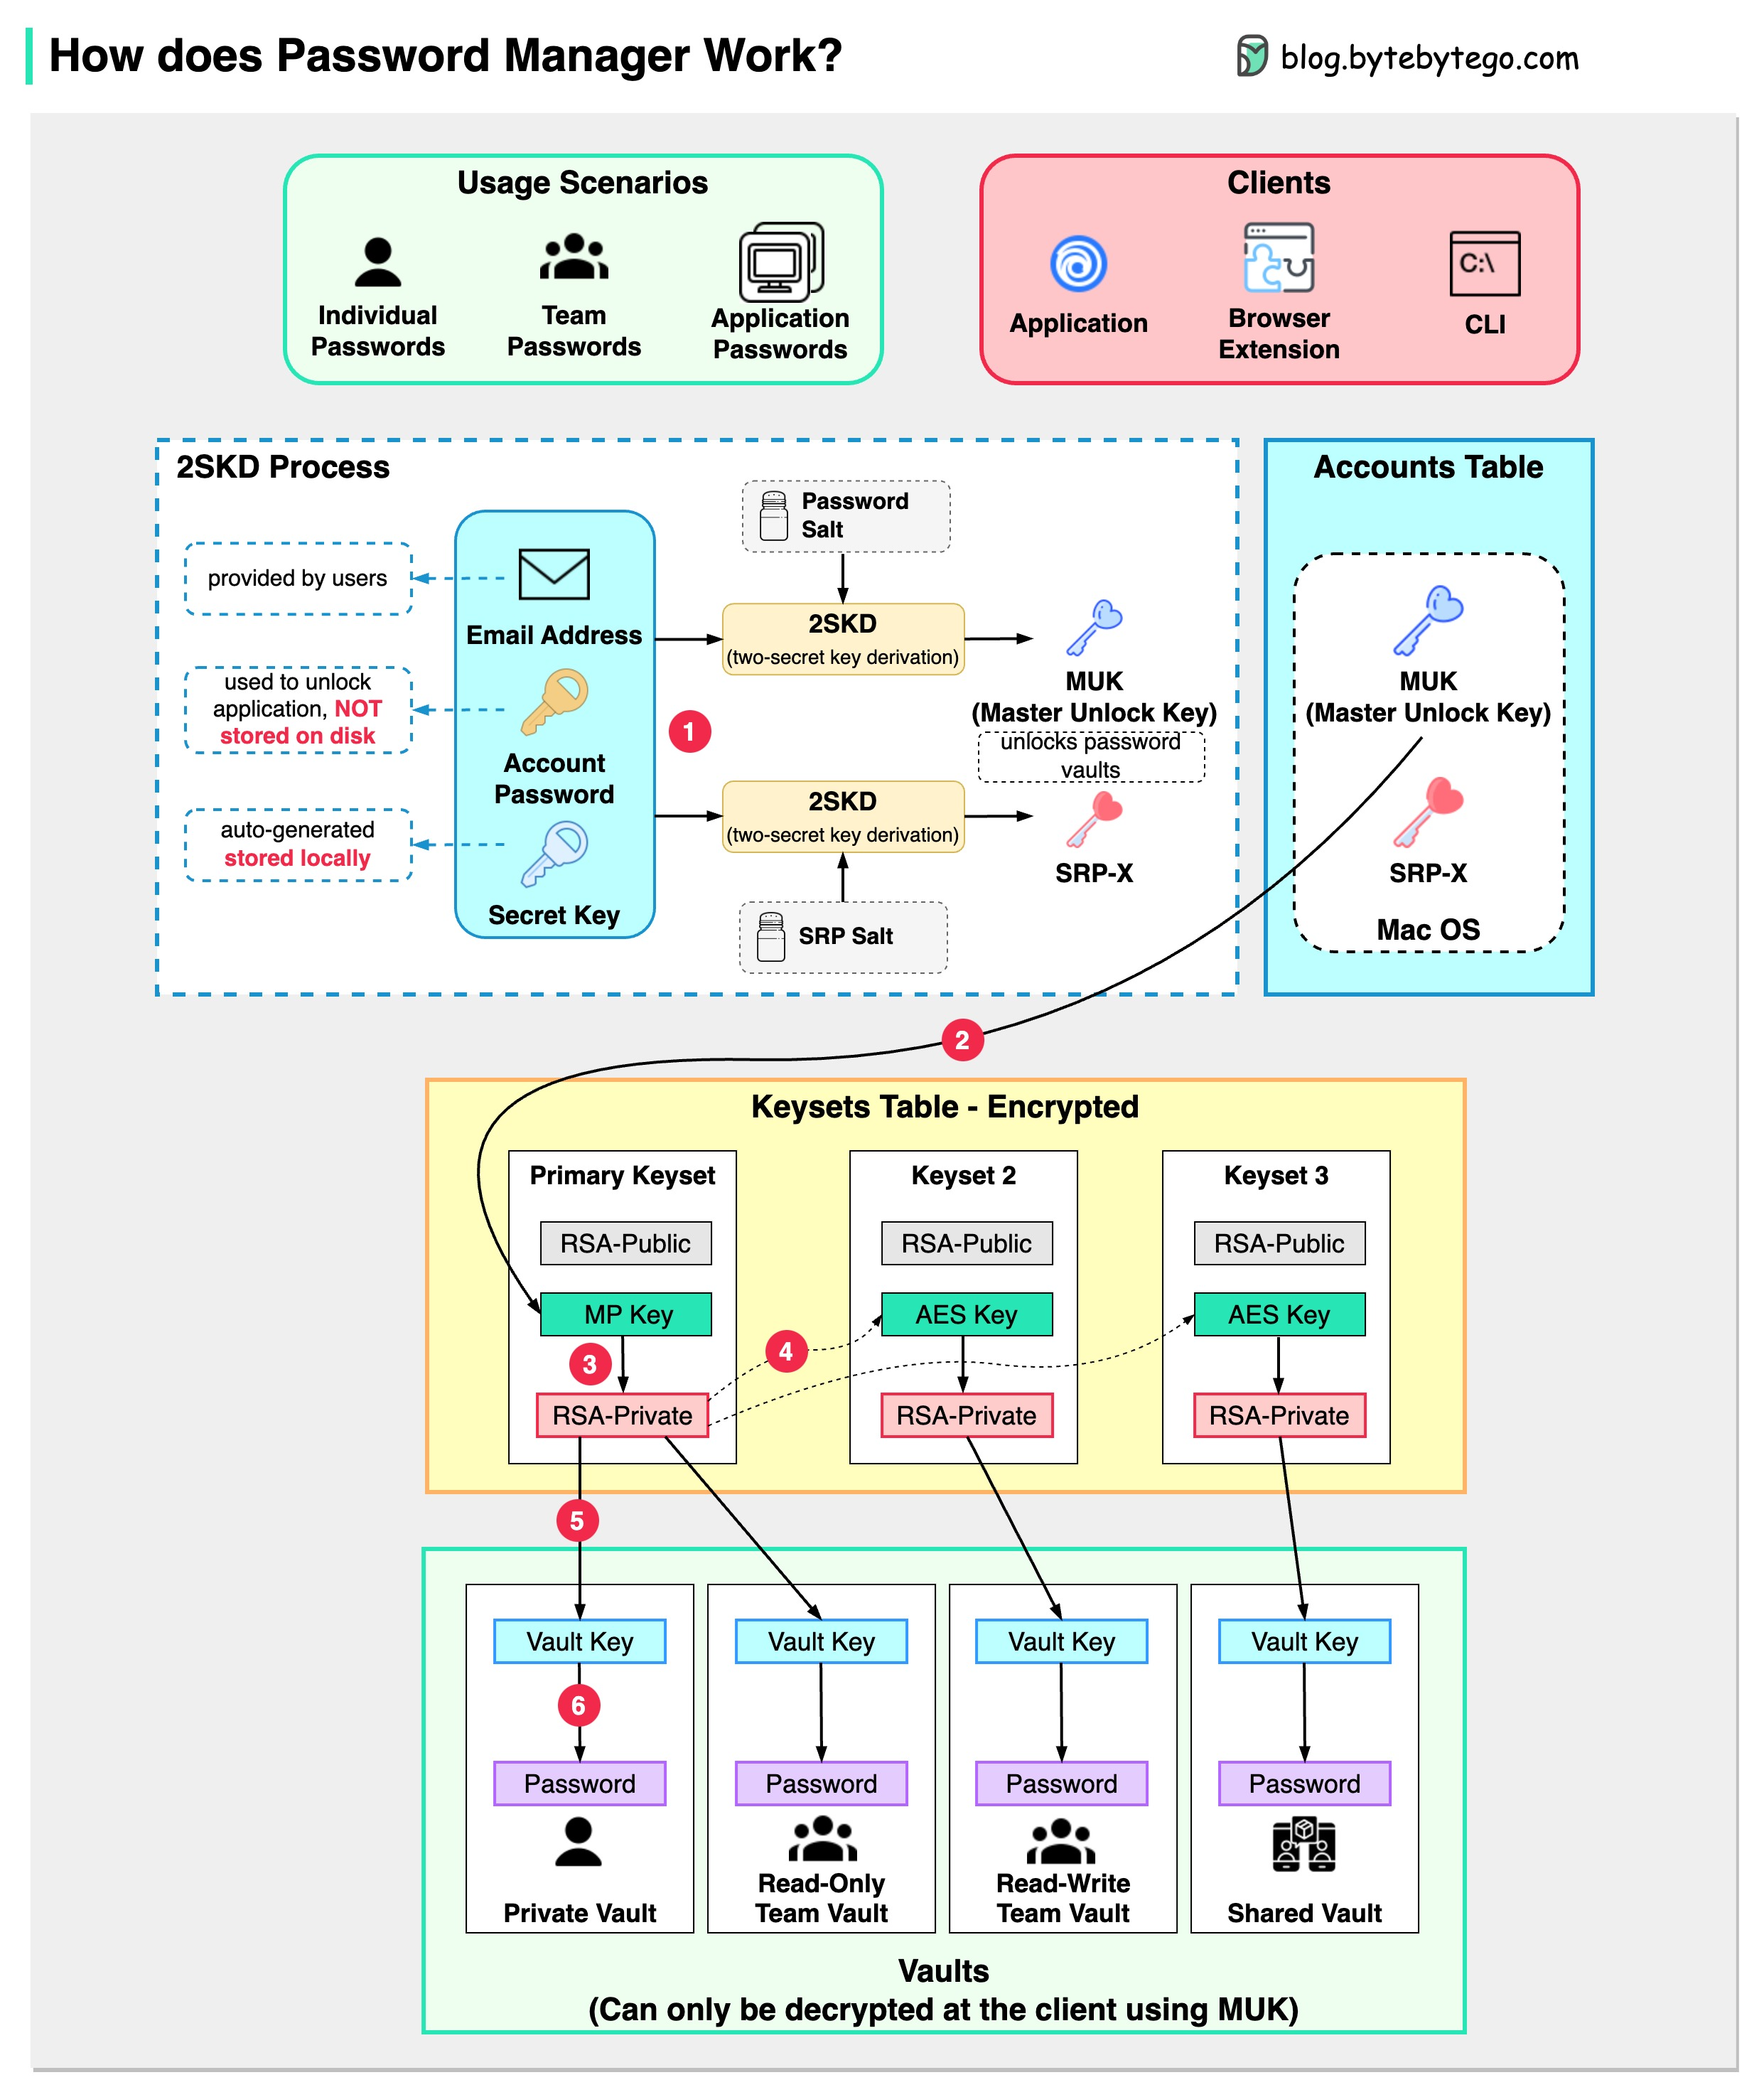 How does Password Manager Work?
blog.bytebytego.com
Usage Scenarios
Individual
Passwords
Team
Passwords
Application
Passwords
Clients
Application
Browser
Extension
C:\
CLI
2SKD Process
provided by users
used to unlock
application, NOT
stored on disk
auto-generated
stored locally
Email Address
Account
Password
Secret Key
1
Password
Salt
2SKD
(two-secret key derivation)
2SKD
(two-secret key derivation)
SRP Salt
MUK
(Master Unlock Key)
unlocks password
vaults
SRP-X
Accounts Table
MUK
(Master Unlock Key)
SRP-X
Mac OS
2
Keysets Table - Encrypted
Primary Keyset
RSA-Public
MP Key
3
RSA-Private
4
Keyset 2
RSA-Public
AES Key
RSA-Private
Keyset 3
RSA-Public
AES Key
RSA-Private
5
Vault Key
6
Password
Private Vault
Vault Key
Password
Read-Only
Team Vault
Vault Key
Password
Read-Write
Team Vault
Vault Key
Password
Shared Vault
Vaults
(Can only be decrypted at the client using MUK)